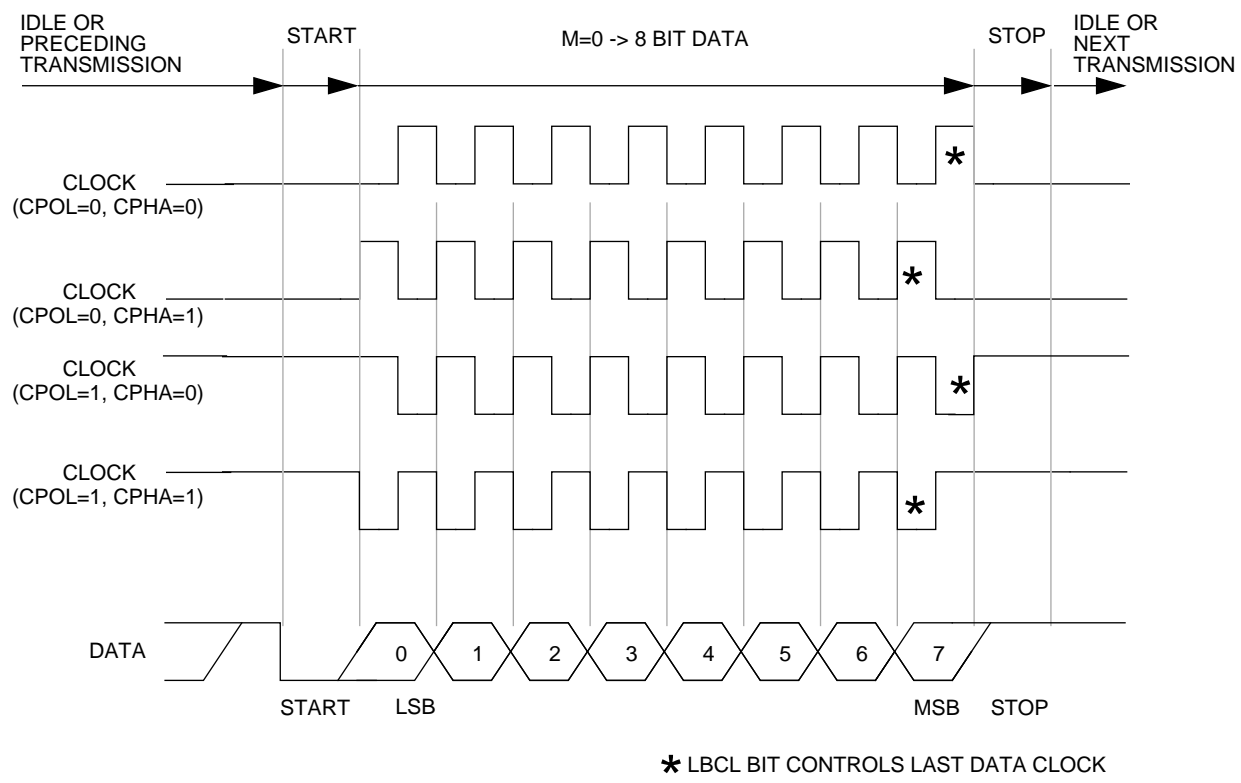 IDLE OR
PRECEDING
TRANSMISSION
START
M=0 -> 8 BIT DATA
STOP
IDLE OR
NEXT
TRANSMISSION
*
CLOCK
(CPOL=0, CPHA=0)
*
CLOCK
(CPOL=0, CPHA=1)
CLOCK
(CPOL=1, CPHA=0)
*
CLOCK
(CPOL=1, CPHA=1)
*
DATA
0 1 2 3 4 5 6 7
START LSB MSB STOP
* LBCL BIT CONTROLS LAST DATA CLOCK